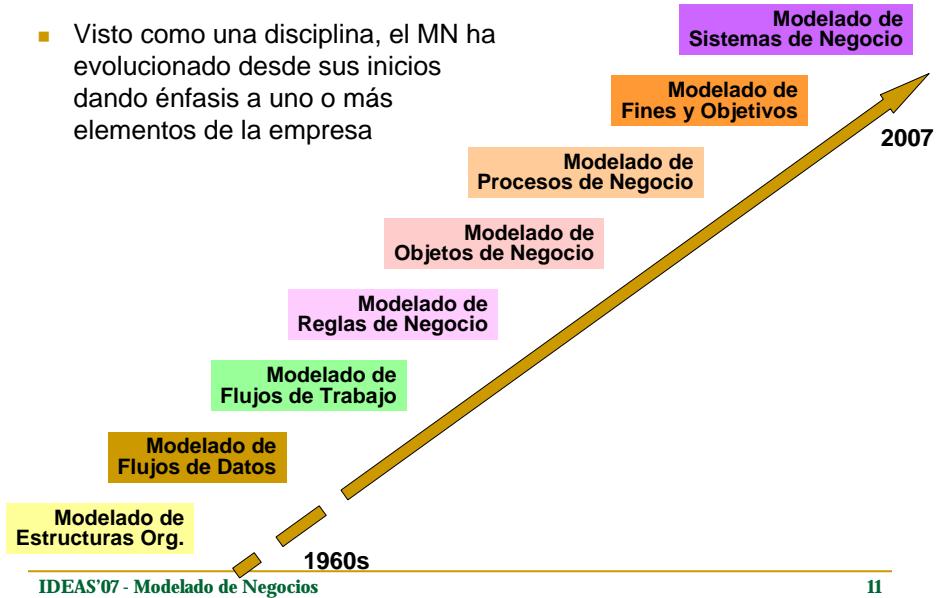 Visto como una disciplina, el MN ha
evolucionado desde sus inicios
dando énfasis a uno o más
elementos de la empresa
Modelado de
Sistemas de Negocio
Modelado de
Fines y Objetivos
2007
Modelado de
Procesos de Negocio
Modelado de
Objetos de Negocio
Modelado de
Reglas de Negocio
Modelado de
Flujos de Trabajo
Modelado de
Flujos de Datos
Modelado de
Estructuras Org.
1960s
IDEAS'07 - Modelado de Negocios
11